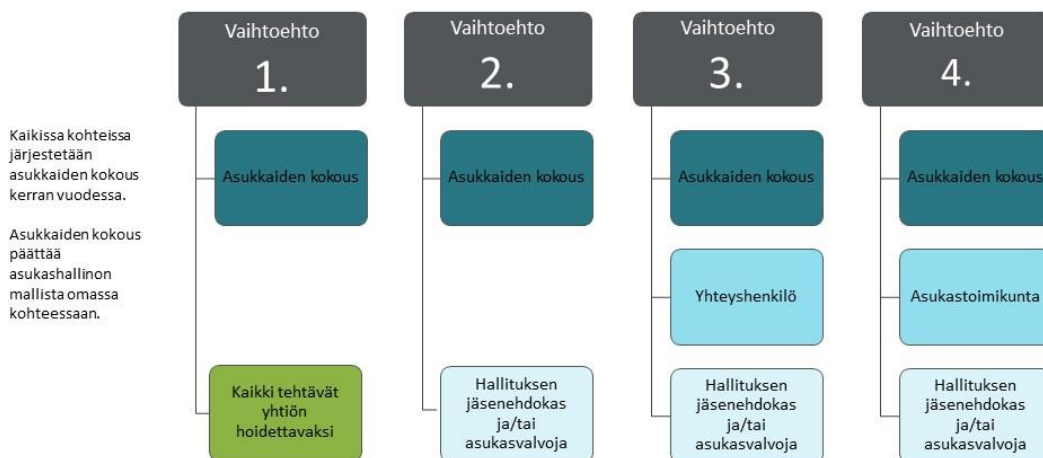 Kaikissa kohteissa
järjestetään
asukkaiden kokous
kerran vuodessa.
Asukkaiden kokous
päättää
asukashallinon
mallista omassa
kohteessaan.
Vaihtoehto
1.
Asukkaiden kokous
Kaikki tehtävät
yhtiön
hoidettavaksi
Vaihtoehto
2.
Asukkaiden kokous
Hallituksen
jäsenehdokas
ja/tai
asukasvalvoja
Vaihtoehto
3.
Asukkaiden kokous
Yhteyshenkilö
Hallituksen
jäsenehdokas
ja/tai
asukasvalvoja
Vaihtoehto
4.
Asukkaiden kokous
Asukastoimikunta
Hallituksen
jäsenehdokas
ja/tai
asukasvalvoja